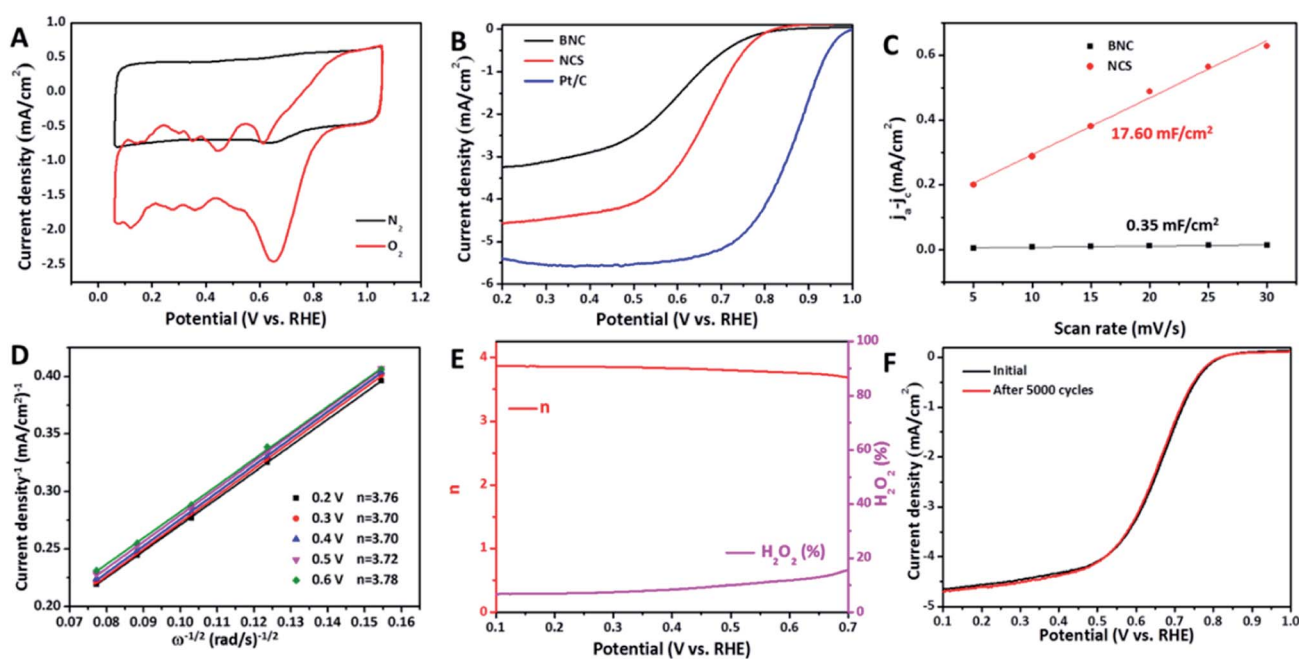 A
Current density (mA/cm²)
1.0
0.5
0.0
-0.5
-1.0
-1.5
-2.0
-2.5
N₂
O₂
0.0 0.2 0.4 0.6 0.8 1.0 1.2
Potential (V vs. RHE)
B
Current density (mA/cm²)
0
-1
-2
-3
-4
-5
-6
BNC
NCS
Pt/C
0.2 0.3 0.4 0.5 0.6 0.7 0.8 0.9 1.0
Potential (V vs. RHE)
C
jₐ-j꜀(mA/cm²)
0.6
0.4
0.2
0.0
BNC
NCS
17.60 mF/cm²
0.35 mF/cm²
5 10 15 20 25 30
Scan rate (mV/s)
D
Current density⁻¹ (mA/cm²)⁻¹
0.40
0.35
0.30
0.25
0.20
0.2 V n=3.76
0.3 V n=3.70
0.4 V n=3.70
0.5 V n=3.72
0.6 V n=3.78
0.07 0.08 0.09 0.10 0.11 0.12 0.13 0.14 0.15 0.16
ω⁻¹/² (rad/s)⁻¹/²
E
n
4
3
2
1
0
n
H₂O₂ (%)
100
80
60
40
20
0
H₂O₂ (%)
0.1 0.2 0.3 0.4 0.5 0.6 0.7
Potential (V vs. RHE)
F
Current density (mA/cm²)
0
-1
-2
-3
-4
-5
Initial
After 5000 cycles
0.1 0.2 0.3 0.4 0.5 0.6 0.7 0.8 0.9 1.0
Potential (V vs. RHE)